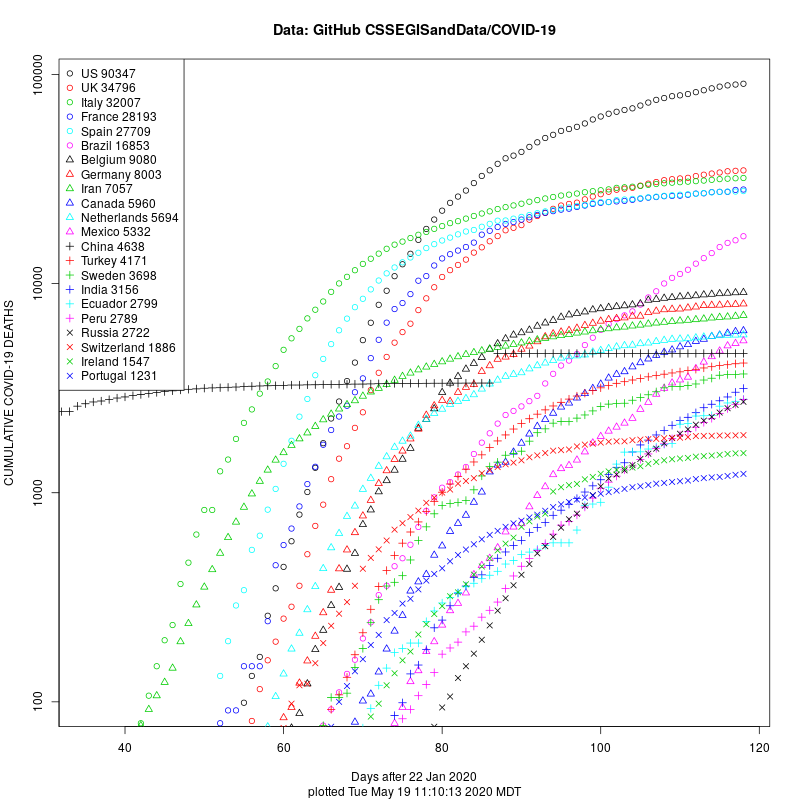 Data: GitHub CSSEGISandData/COVID-19
CUMULATIVE COVID-19 DEATHS
100000
10000
1000
100
US 90347
UK 34796
Italy 32007
France 28193
Spain 27709
Brazil 16853
Belgium 9080
Germany 8003
Iran 7057
Canada 5960
Netherlands 5694
Mexico 5332
China 4638
Turkey 4171
Sweden 3698
India 3156
Ecuador 2799
Peru 2789
Russia 2722
Switzerland 1886
Ireland 1547
Portugal 1231
40 60 80 100 120
Days after 22 Jan 2020
plotted Tue May 19 11:10:13 2020 MDT